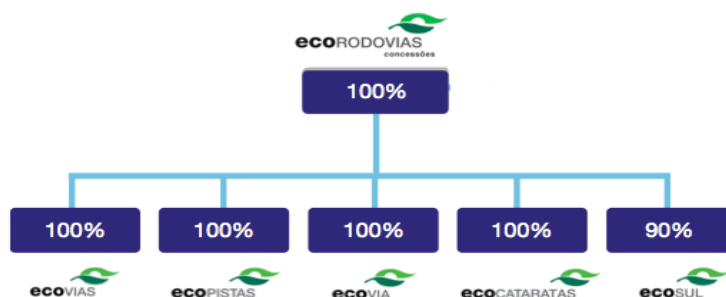 ecoRODOVIAS
concessões
100%
100% 100% 100% 100% 90%
ecoVIAS ecoPISTAS ecoVIA ecoCATARATAS ecoSUL